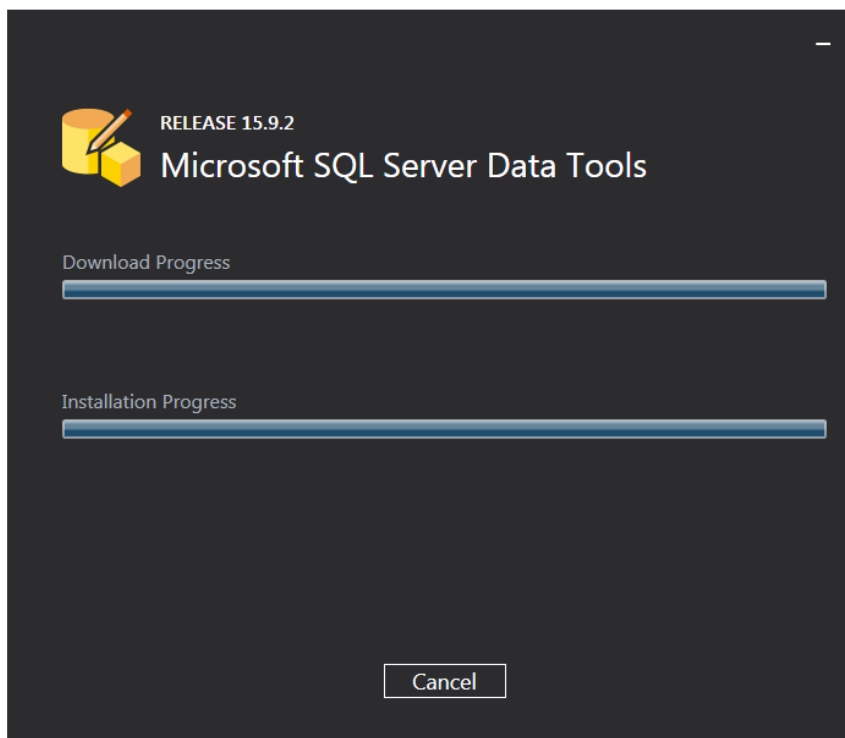 RELEASE 15.9.2
Microsoft SQL Server Data Tools
Download Progress
Installation Progress
Cancel